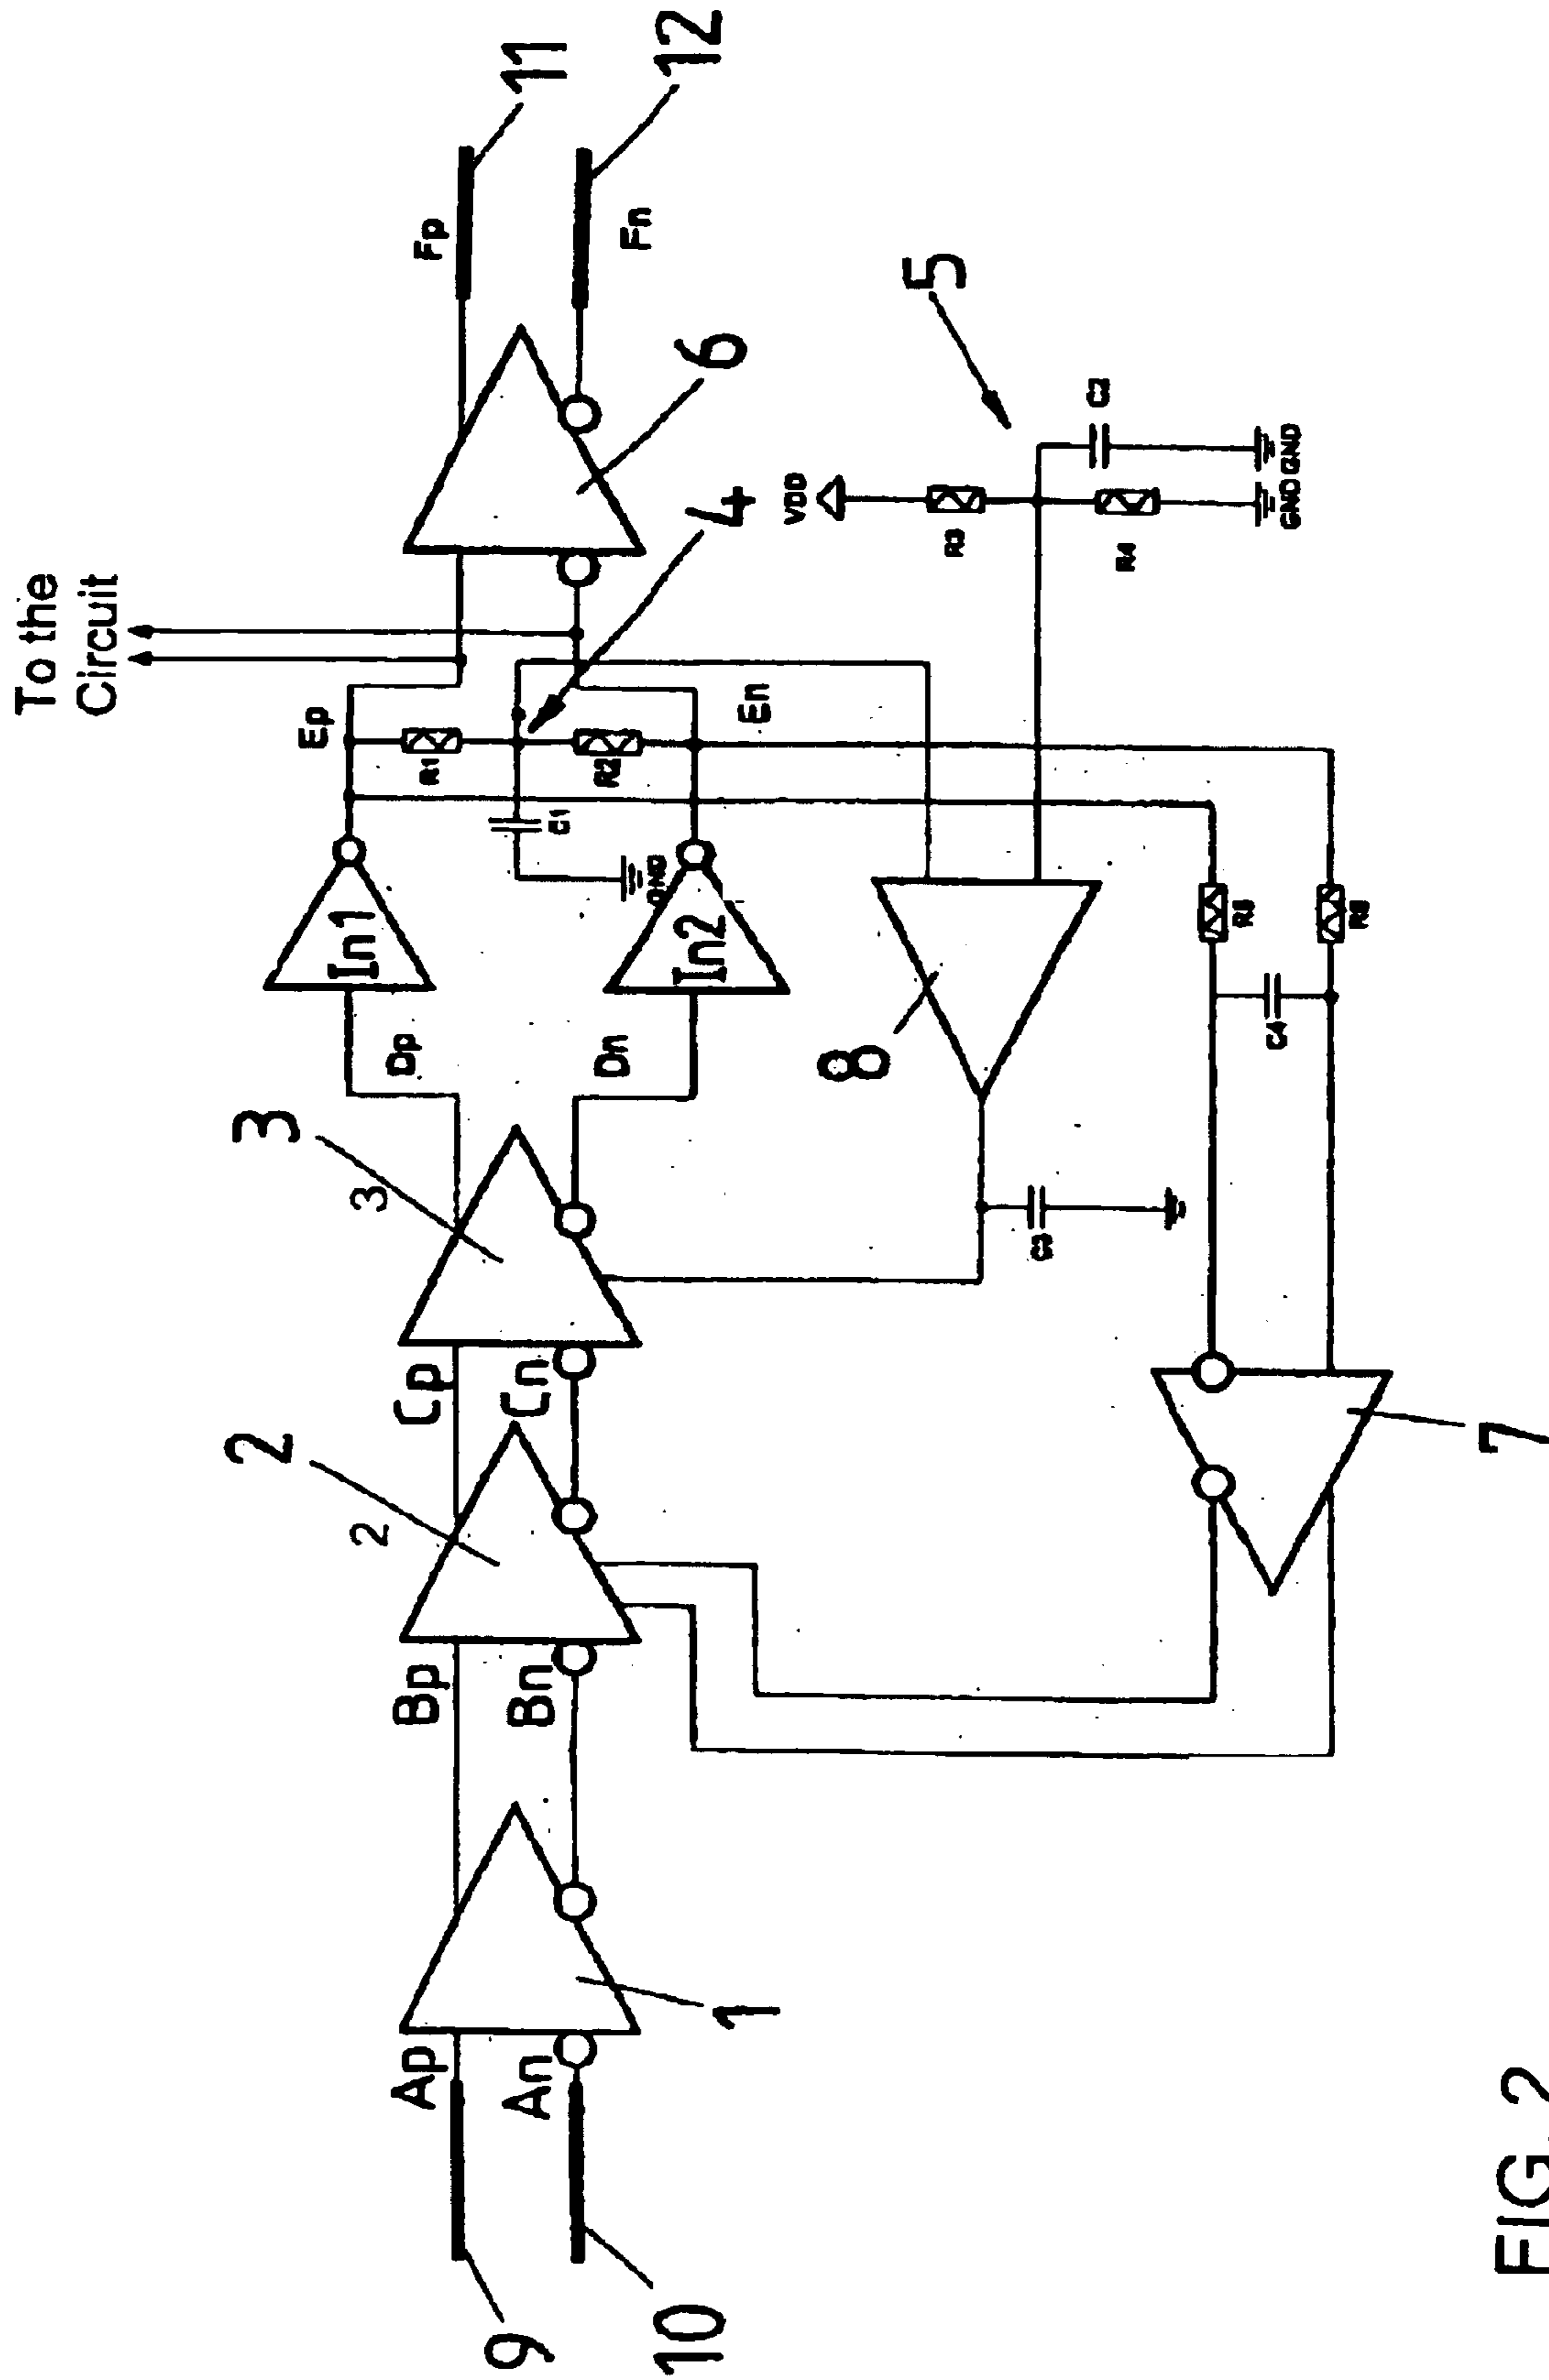 To the
Circuit
Ep
Fp
11
12
Fn
6
4
5
VDD
R3
R4
C2
GND
GND
En
R1
R2
C1
GND
In1
In2
Dp
Dn
3
3
2
2
Cp
Cn
Bp
Bn
8
C3
C4
7
1
Ap
An
9
10
FIG. 2